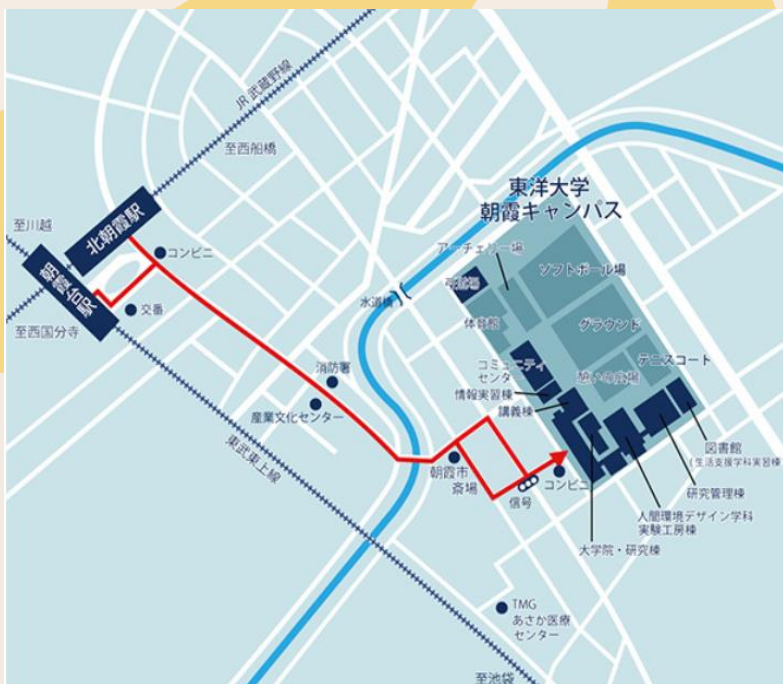 JR 武蔵野線
至西船橋
東洋大学
朝霞キャンパス
至川越
北朝霞駅
コンビニ
アーチェリー場
ソフトボール場
朝霞台駅
交番
水道橋
体育館
グラウンド
至西国分寺
消防署
コミュニティ
センター
テニスコート
憩いの広場
情報実習棟
講義棟
産業文化センター
東武東上線
図書館
(生活支援学科実習棟
朝霞市
斎場
コンビニ
信号
研究管理棟
人間環境デザイン学科
実験工房棟
大学院・研究棟
TMG
あさか医療
センター
至池袋